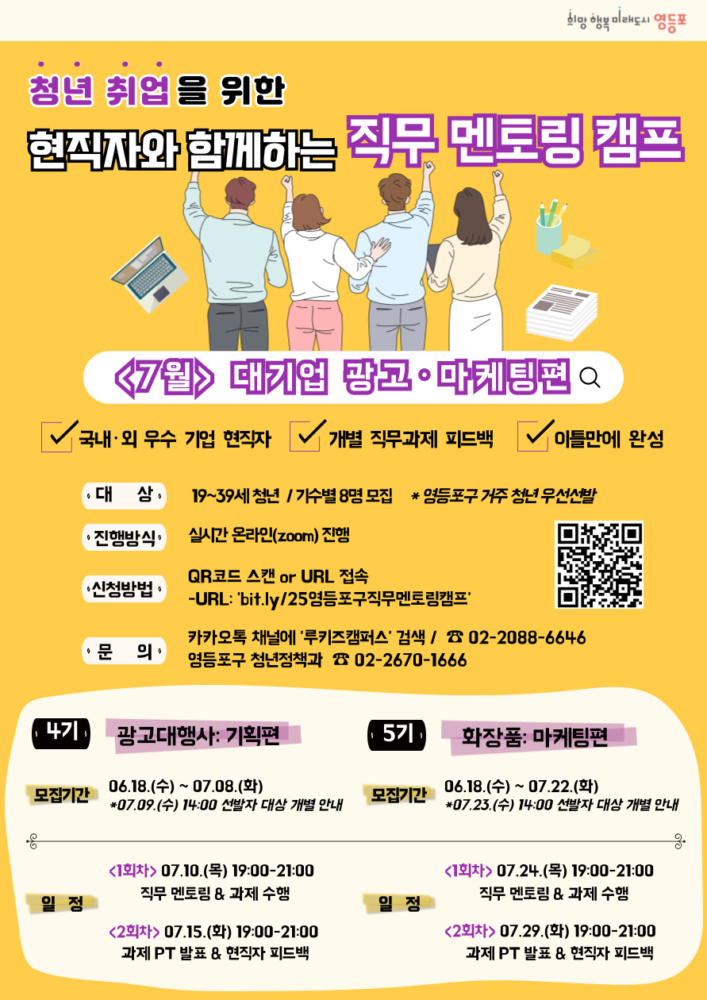 희망 행복 미래도시 영등포
청년 취업을 위한
현직자와 함께하는 직무 멘토링 캠프
<7월> 대기업 광고·마케팅편
국내·외 우수 기업 현직자
개별 직무과제 피드백
이틀만에 완성
대 상
19~39세 청년 / 기수별 8명 모집 * 영등포구 거주 청년 우선선발
진행방식
실시간 온라인(zoom) 진행
신청방법
QR코드 스캔 or URL 접속
-URL: 'bit.ly/25영등포구직무멘토링캠프'
문 의
카카오톡 채널에 '루키즈캠퍼스' 검색 / ☎ 02-2088-6646
영등포구 청년정책과 ☎ 02-2670-1666
4기 광고대행사: 기획편
모집기간
06.18.(수) ~ 07.08.(화)
*07.09.(수) 14:00 선발자 대상 개별 안내
일 정
<1회차> 07.10.(목) 19:00-21:00
직무 멘토링 & 과제 수행
<2회차> 07.15.(화) 19:00-21:00
과제 PT 발표 & 현직자 피드백
5기 화장품: 마케팅편
모집기간
06.18.(수) ~ 07.22.(화)
*07.23.(수) 14:00 선발자 대상 개별 안내
일 정
<1회차> 07.24.(목) 19:00-21:00
직무 멘토링 & 과제 수행
<2회차> 07.29.(화) 19:00-21:00
과제 PT 발표 & 현직자 피드백